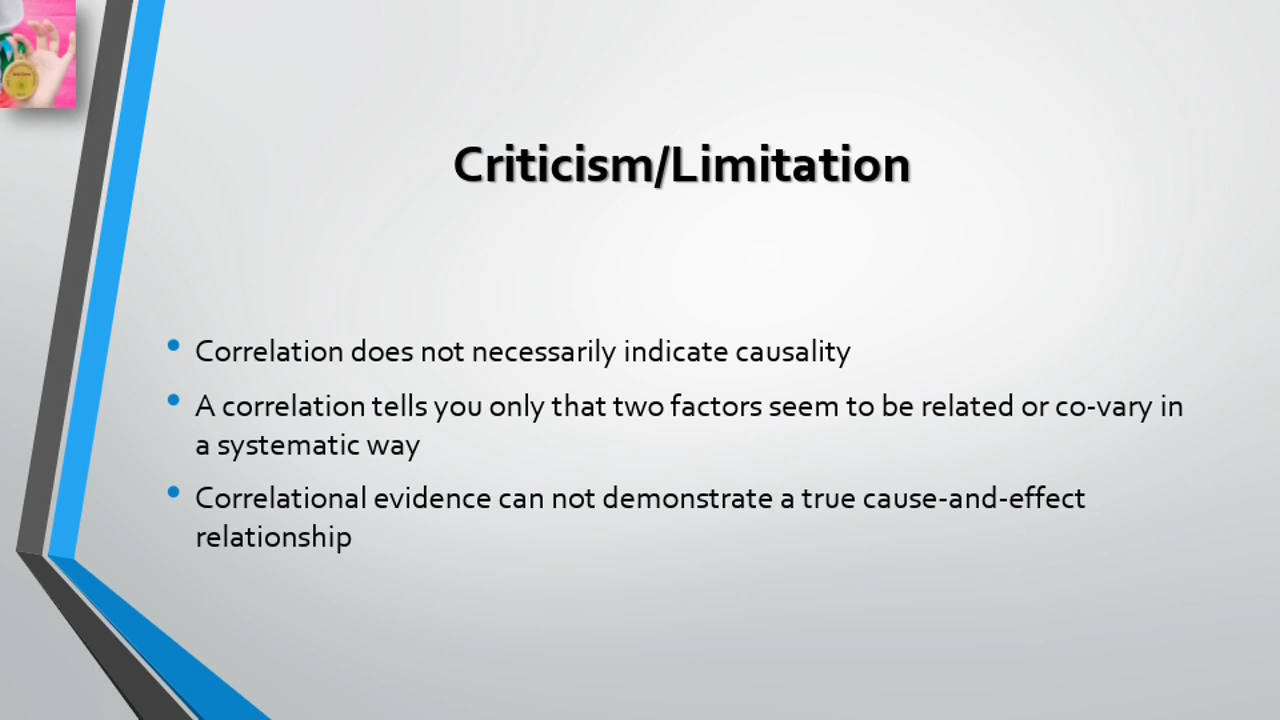 Criticism/Limitation
• Correlation does not necessarily indicate causality
• A correlation tells you only that two factors seem to be related or co-vary in
a systematic way
• Correlational evidence can not demonstrate a true cause-and-effect
relationship